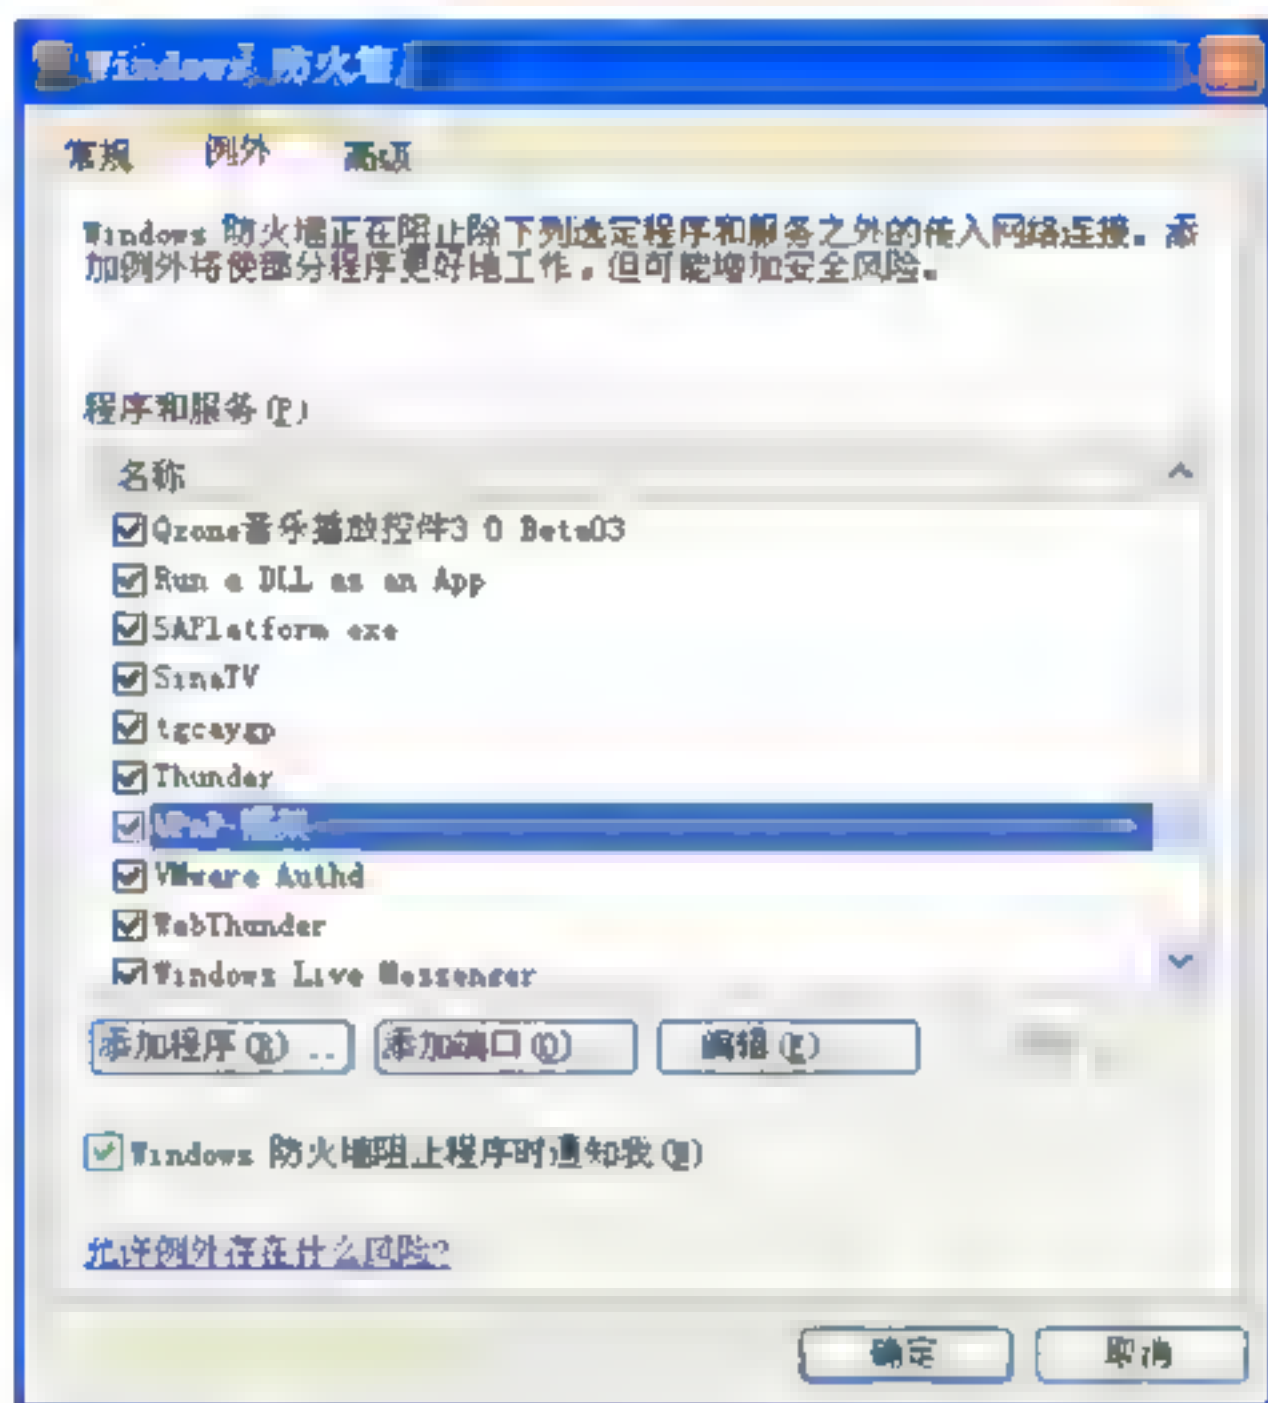 Windows 防火墙
常规 例外 高级
Windows 防火墙正在阻止除下列选定程序和服务之外的传入网络连接。添
加例外将使部分程序更好地工作，但可能增加安全风险。
程序和服务(P)
名称
Qzone音乐播放控件3 0 Beta03
Run a DLL as an App
SAPlatform exe
SinaTV
tgcaygp
Thunder
UPnP 框架
VMware Authd
WebThunder
Windows Live Messenger
添加程序(R) .. 添加端口(O) 编辑(E)
Windows 防火墙阻止程序时通知我(N)
允许例外存在什么风险?
确定 取消